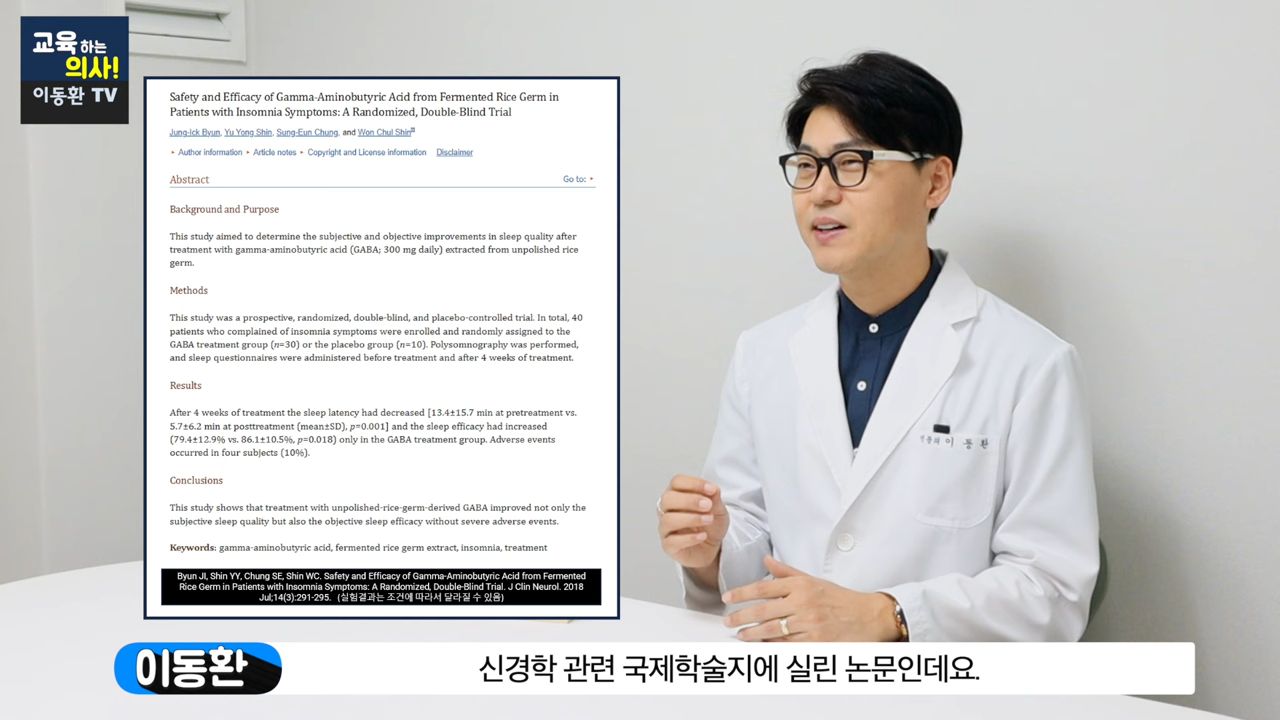 교육하는
의사!
이동환 TV
Safety and Efficacy of Gamma-Aminobutyric Acid from Fermented Rice Germ in
Patients with Insomnia Symptoms: A Randomized, Double-Blind Trial
Jung-Ick Byun, Yu Yong Shin, Sung-Eun Chung, and Won Chul Shin
Author information Article notes Copyright and License information Disclaimer
Abstract
Go to:
Background and Purpose
This study aimed to determine the subjective and objective improvements in sleep quality after
treatment with gamma-aminobutyric acid (GABA; 300 mg daily) extracted from unpolished rice
germ.
Methods
This study was a prospective, randomized, double-blind, and placebo-controlled trial. In total, 40
patients who complained of insomnia symptoms were enrolled and randomly assigned to the
GABA treatment group (n=30) or the placebo group (n=10). Polysomnography was performed,
and sleep questionnaires were administered before treatment and after 4 weeks of treatment.
Results
After 4 weeks of treatment the sleep latency had decreased [13.4±15.7 min at pretreatment vs.
5.7±6.2 min at posttreatment (mean±SD), p=0.001] and the sleep efficacy had increased
(79.4±12.9% vs. 86.1±10.5%, p=0.018) only in the GABA treatment group. Adverse events
occurred in four subjects (10%).
Conclusions
This study shows that treatment with unpolished-rice-germ-derived GABA improved not only the
subjective sleep quality but also the objective sleep efficacy without severe adverse events.
Keywords: gamma-aminobutyric acid, fermented rice germ extract, insomnia, treatment
Byun JI, Shin YY, Chung SE, Shin WC. Safety and Efficacy of Gamma-Aminobutyric Acid from Fermented
Rice Germ in Patients with Insomnia Symptoms: A Randomized, Double-Blind Trial. J Clin Neurol. 2018
Jul;14(3):291-295. (실험결과는 조건에 따라서 달라질 수 있음)
이동환
이동환
신경학 관련 국제학술지에 실린 논문인데요.